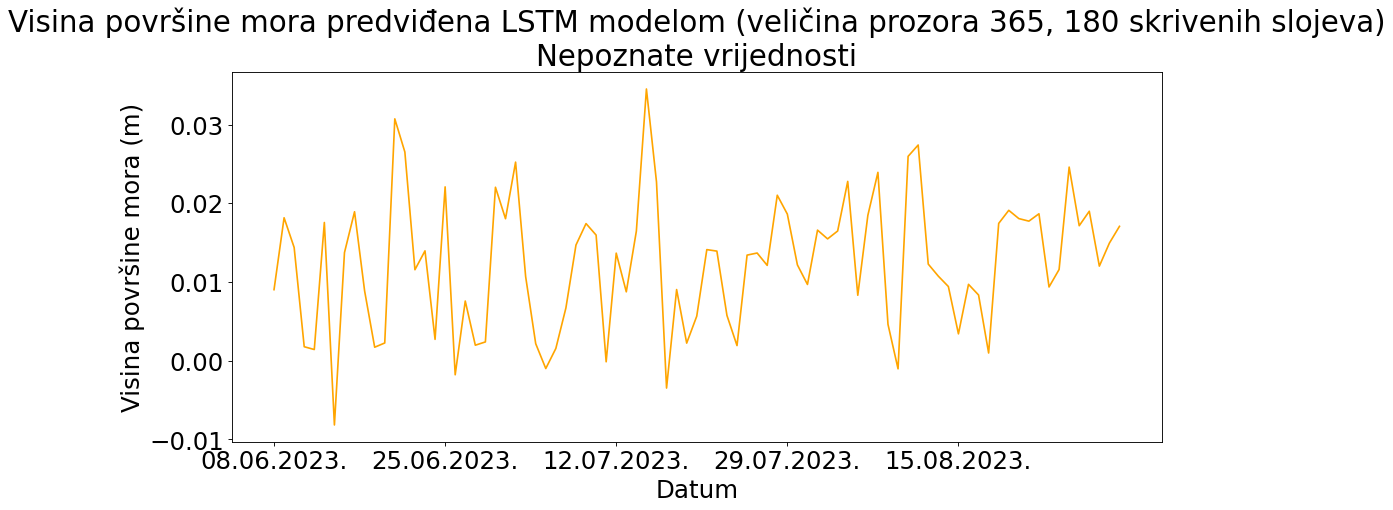 Visina površine mora predviđena LSTM modelom (veličina prozora 365, 180 skrivenih slojeva)
Nepoznate vrijednosti
Visina površine mora (m)
0.03
0.02
0.01
0.00
−0.01
08.06.2023. 25.06.2023. 12.07.2023. 29.07.2023. 15.08.2023.
Datum